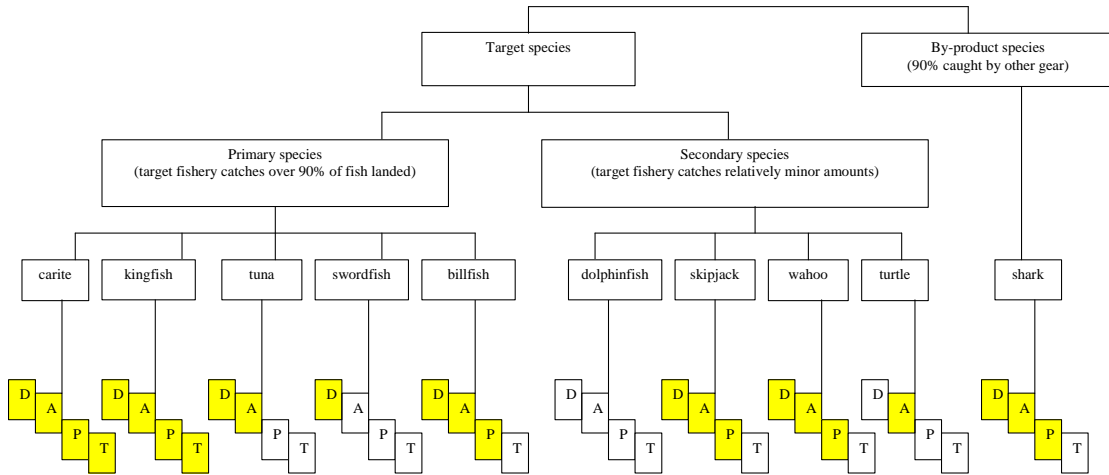 Target species
By-product species
(90% caught by other gear)
Primary species
(target fishery catches over 90% of fish landed)
Secondary species
(target fishery catches relatively minor amounts)
carite
kingfish
tuna
swordfish
billfish
dolphinfish
skipjack
wahoo
turtle
shark
D
A
P
T
D
A
P
T
D
A
P
T
D
A
P
T
D
A
P
T
D
A
P
T
D
A
P
T
D
A
P
T
D
A
P
T
D
A
P
T